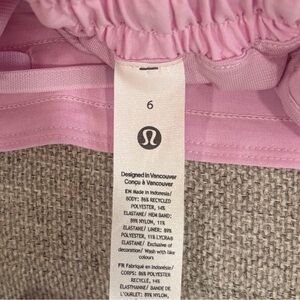 6
Designed in Vancouver
Conçu à Vancouver
EN Made in Indonesia/
BODY: 86% RECYCLED
POLYESTER, 14%
ELASTANE/ HEM BAND:
89% NYLON, 11%
ELASTANE/ LINER: 89%
POLYESTER, 11% LYCRA®
ELASTANE/ Exclusive of
decoration/ Wash with like
colours
FR Fabriqué en Indonésie/
CORPS: 86% POLYESTER
RECYCLÉ, 14%
ÉLASTHANNE/ BANDE DE
L'OURLET: 89% NYLON,